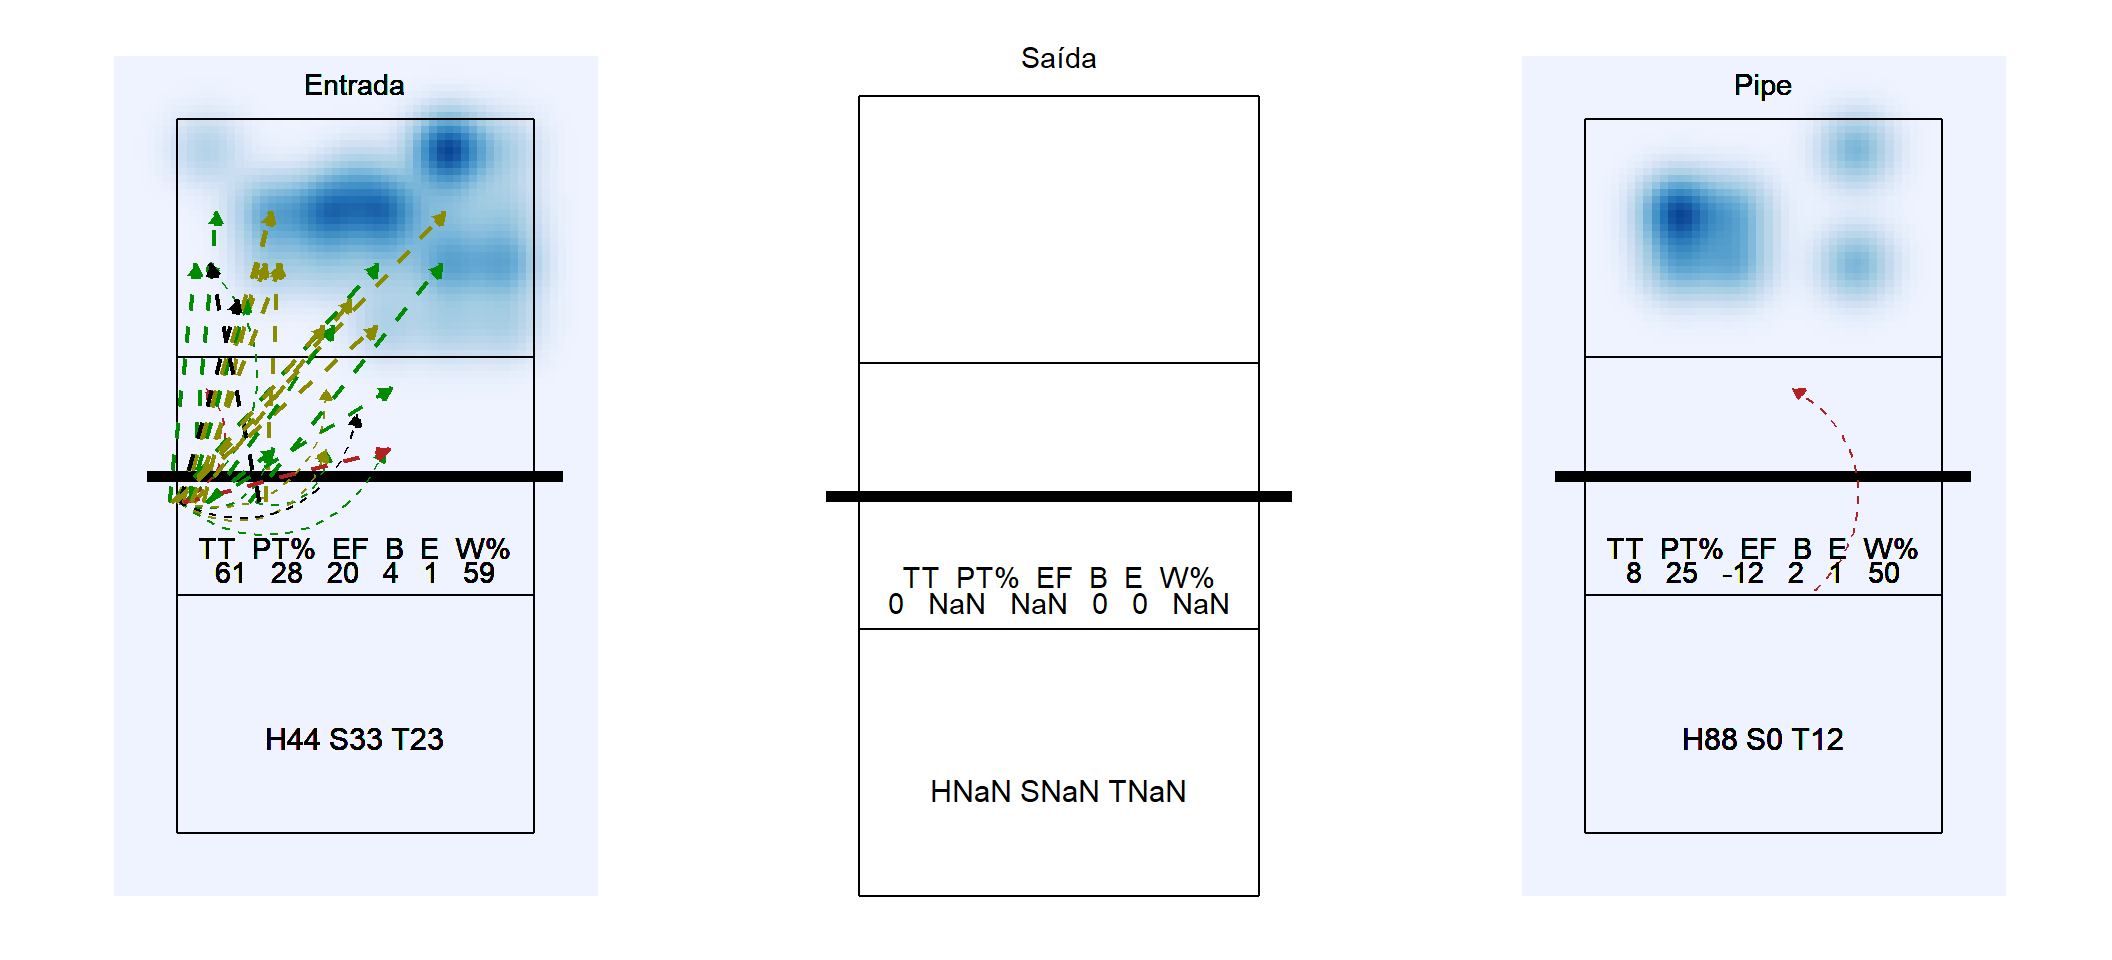 Entrada
TT PT% EF B E W%
61 28 20 4 1 59
H44 S33 T23
Saída
TT PT% EF B E W%
0 NaN NaN 0 0 NaN
HNaN SNaN TNaN
Pipe
TT PT% EF B E W%
8 25 -12 2 1 50
H88 S0 T12